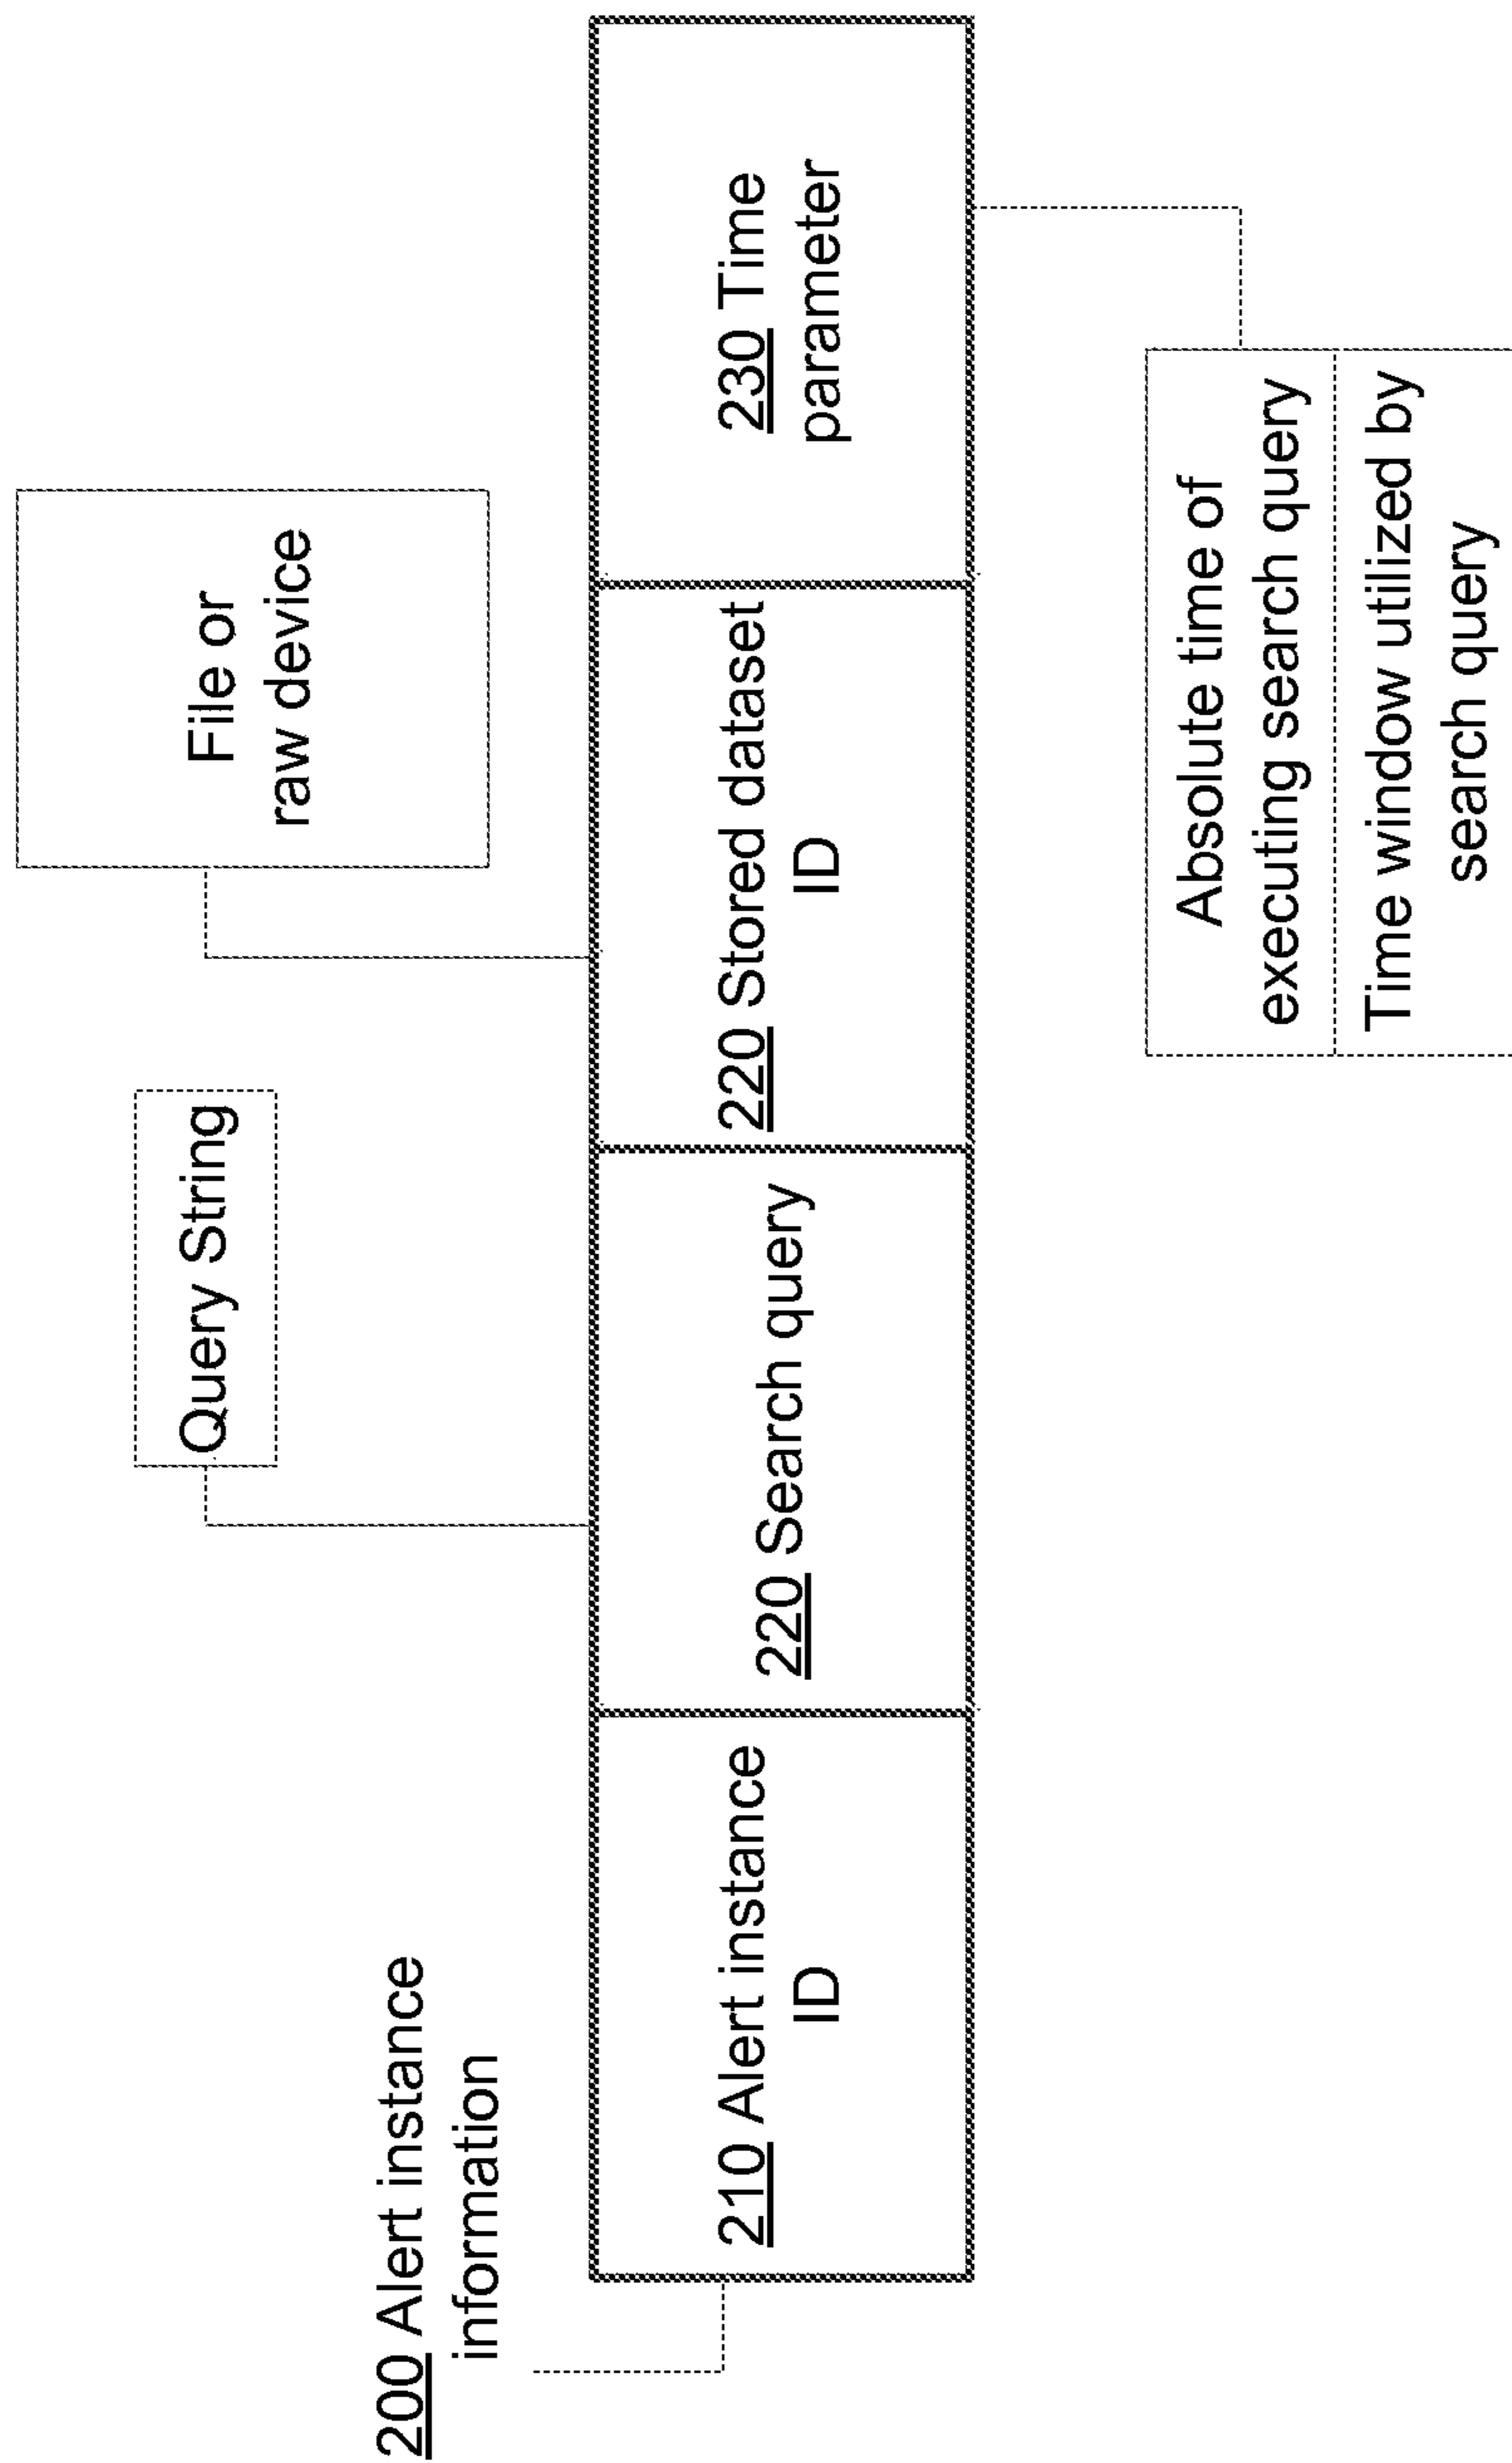 200 Alert instance
information
Query String
File or
raw device
210 Alert instance
ID
220 Search query
220 Stored dataset
ID
230 Time
parameter
Absolute time of
executing search query
Time window utilized by
search query